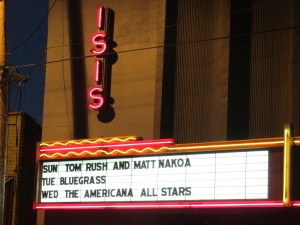 ISIS
SUN TOM RUSH AND MATT NAKOA
TUE BLUEGRASS
WED THE AMERICANA ALL STARS